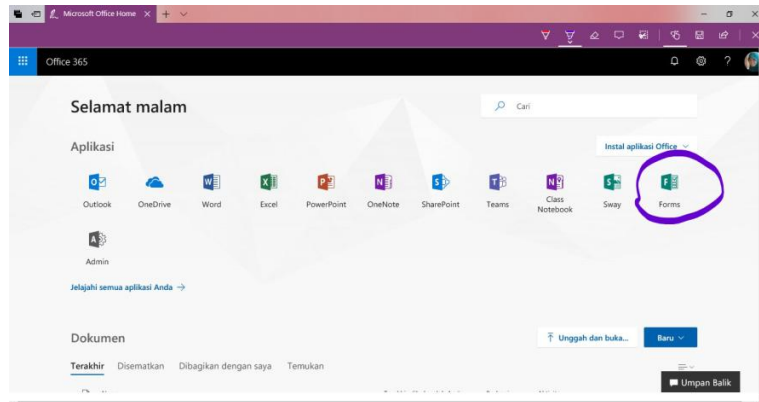 Microsoft Office Home
Office 365
Selamat malam
Cari
Aplikasi
Instal aplikasi Office
Outlook OneDrive Word Excel PowerPoint OneNote SharePoint Teams Class Notebook Sway Forms
Admin
Jelajahi semua aplikasi Anda →
Dokumen
Unggah dan buka...
Baru
Terakhir Disematkan Dibagikan dengan saya Temukan
Umpan Balik